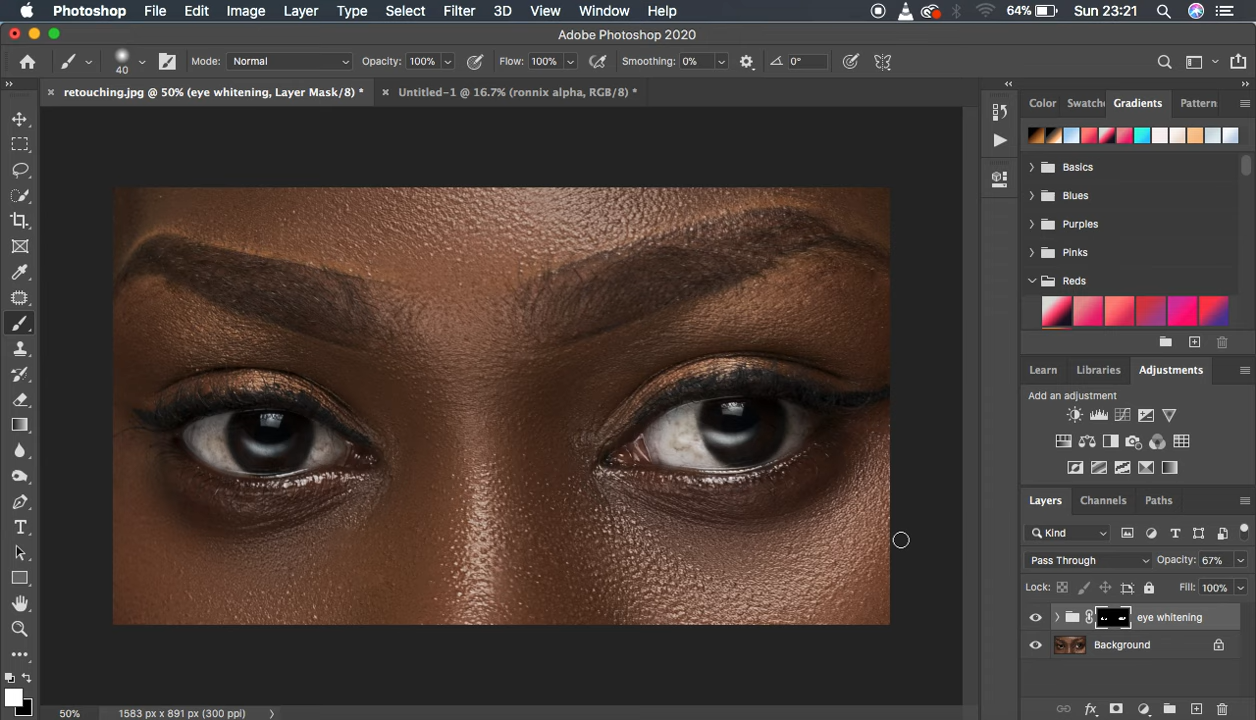 Photoshop File Edit Image Layer Type Select Filter 3D View Window Help 64% Sun 23:21
Adobe Photoshop 2020
40 Mode: Normal Opacity: 100% Flow: 100% Smoothing: 0% 0°
retouching.jpg @ 50% (eye whitening, Layer Mask/8) * Untitled-1 @ 16.7% (ronnix alpha, RGB/8) *
Color Swatche Gradients Pattern
Basics
Blues
Purples
Pinks
Reds
Learn Libraries Adjustments
Add an adjustment
Layers Channels Paths
Kind
Pass Through Opacity: 67%
Lock: Fill: 100%
eye whitening
Background
50% 1583 px x 891 px (300 ppi)